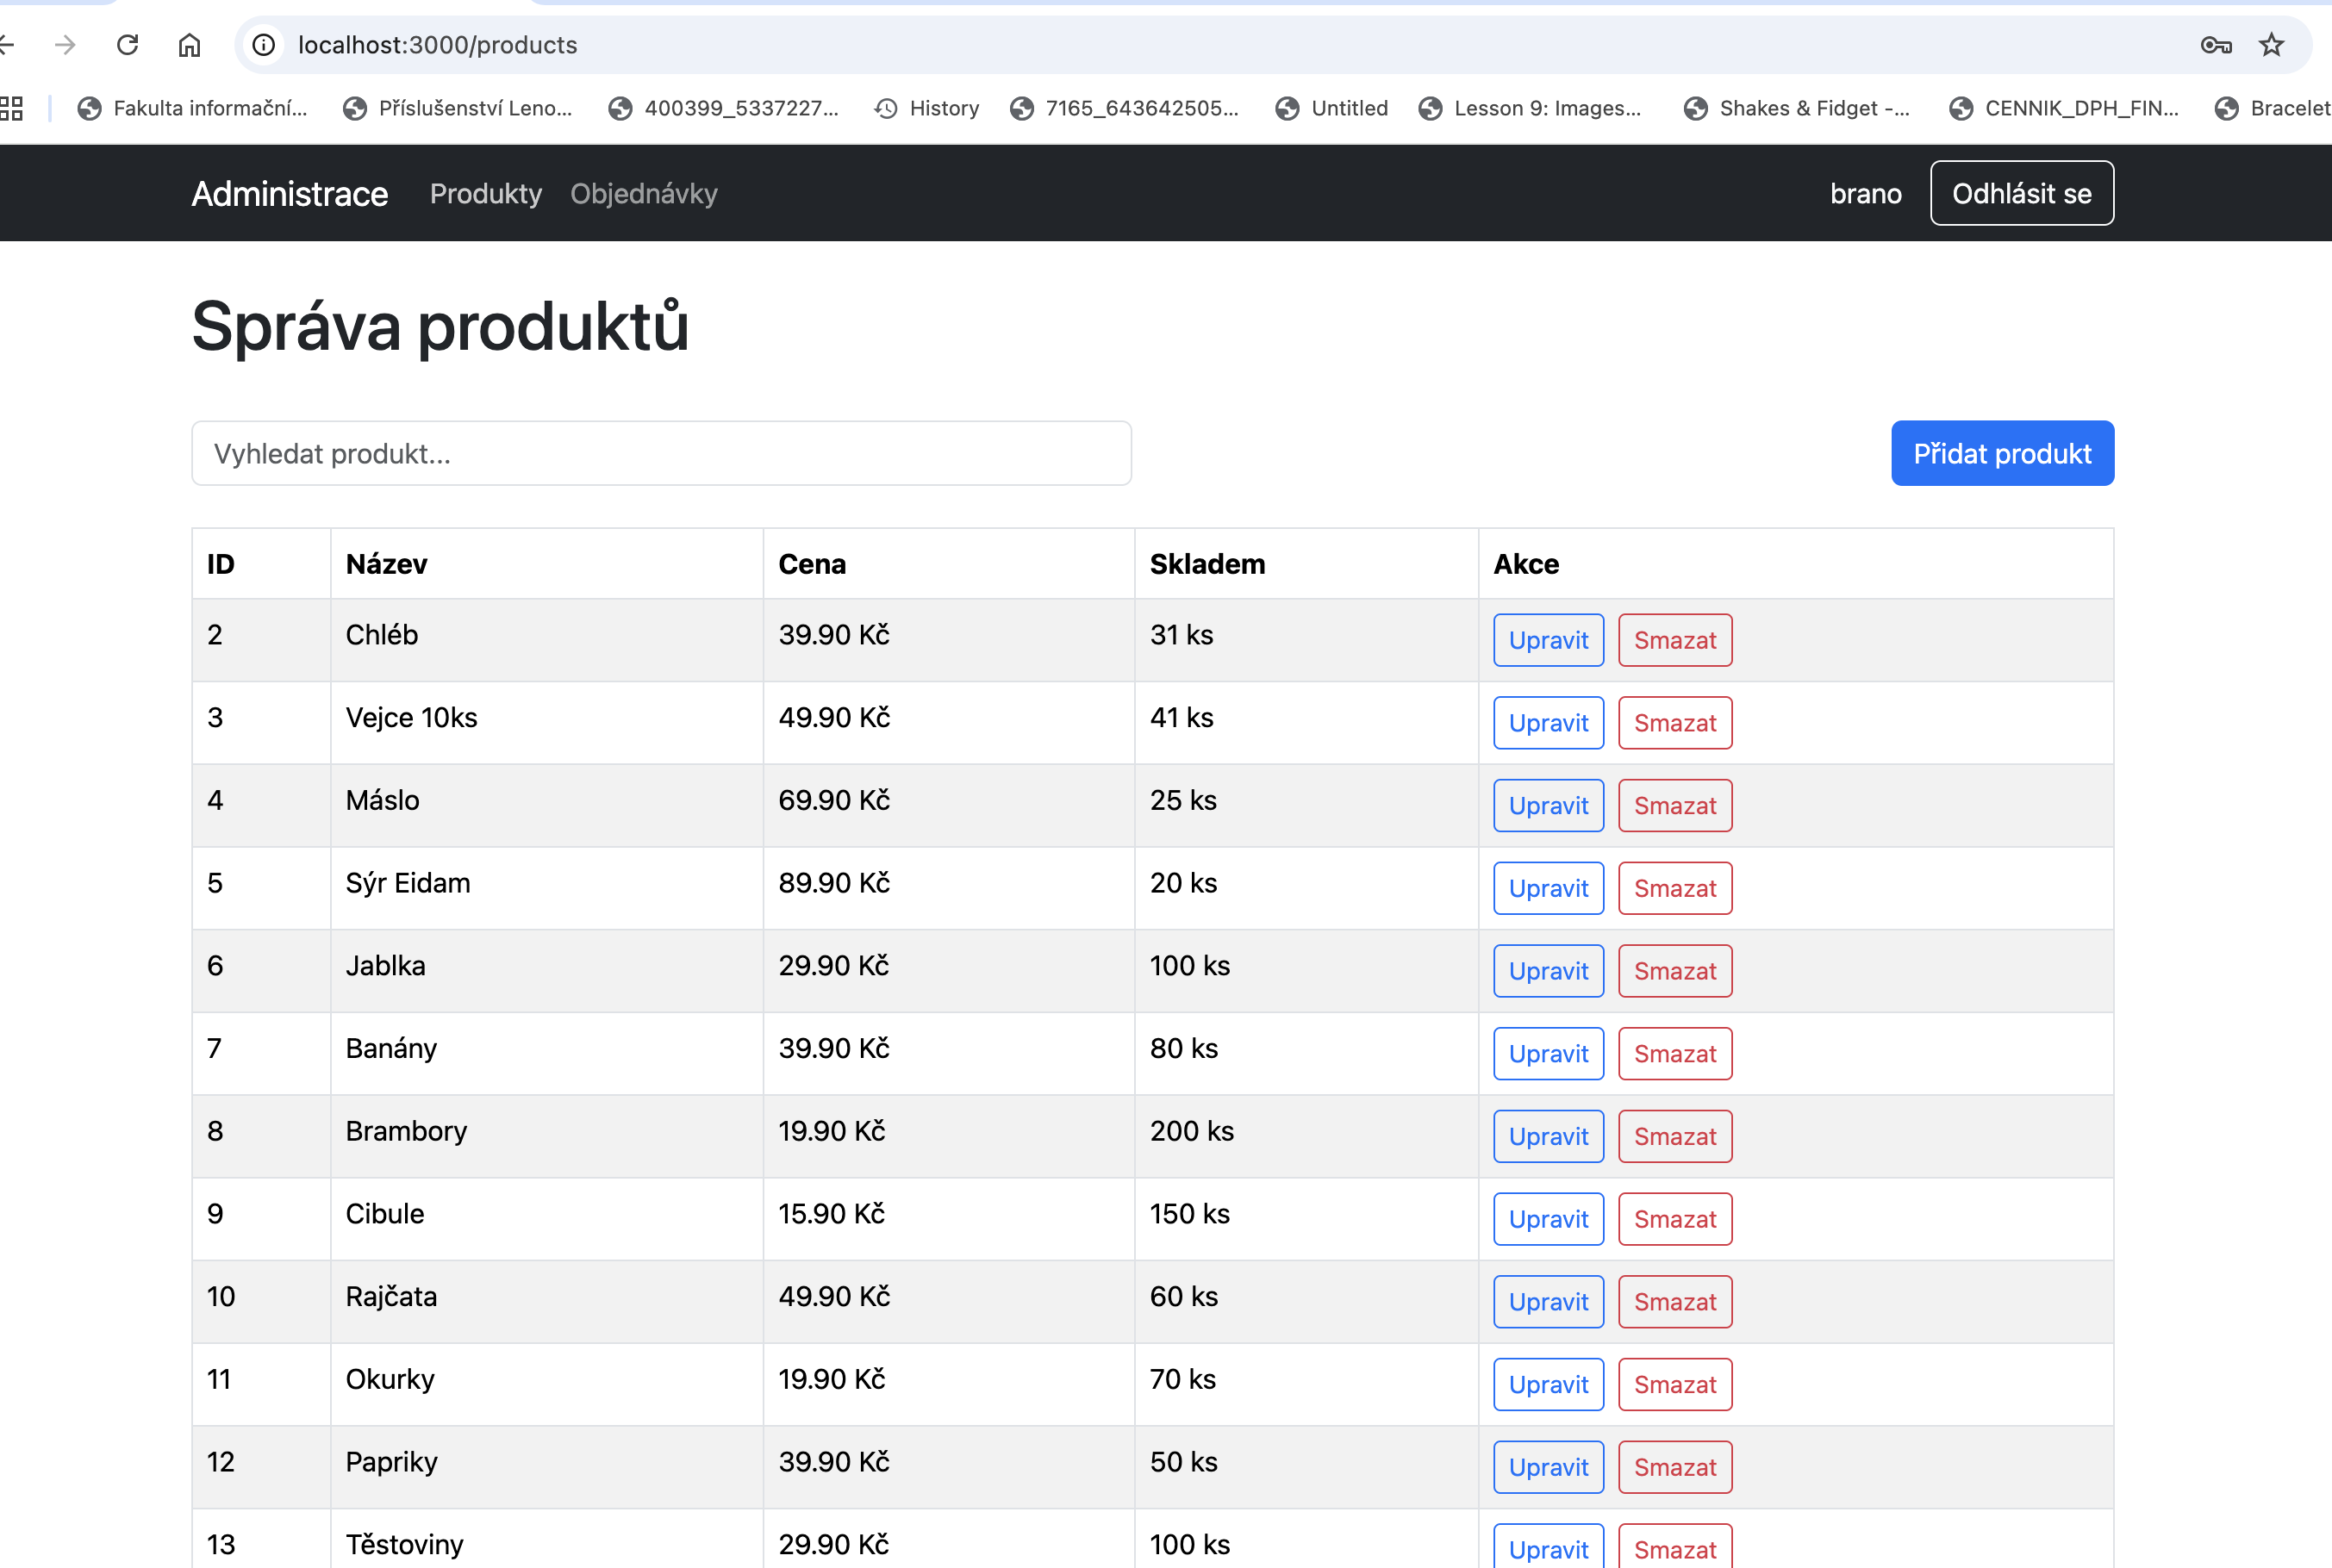 localhost:3000/products
Fakulta informační... Příslušenství Leno... 400399_5337227... History 7165_643642505... Untitled Lesson 9: Images... Shakes & Fidget -... CENNIK_DPH_FIN... Bracelet
Administrace Produkty Objednávky brano Odhlásit se
Správa produktů
Vyhledat produkt... Přidat produkt
ID Název Cena Skladem Akce
2 Chléb 39.90 Kč 31 ks Upravit Smazat
3 Vejce 10ks 49.90 Kč 41 ks Upravit Smazat
4 Máslo 69.90 Kč 25 ks Upravit Smazat
5 Sýr Eidam 89.90 Kč 20 ks Upravit Smazat
6 Jablka 29.90 Kč 100 ks Upravit Smazat
7 Banány 39.90 Kč 80 ks Upravit Smazat
8 Brambory 19.90 Kč 200 ks Upravit Smazat
9 Cibule 15.90 Kč 150 ks Upravit Smazat
10 Rajčata 49.90 Kč 60 ks Upravit Smazat
11 Okurky 19.90 Kč 70 ks Upravit Smazat
12 Papriky 39.90 Kč 50 ks Upravit Smazat
13 Těstoviny 29.90 Kč 100 ks Upravit Smazat